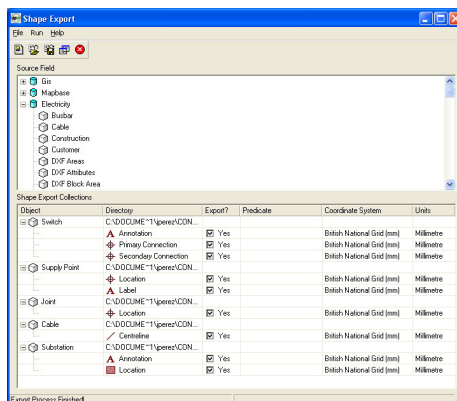 Shape Export
File Run Help
Source Field
Gis
Mapbase
Electricity
Busbar
Cable
Construction
Customer
DXF Areas
DXF Attributes
DXF Block Area
Shape Export Collections
Object Directory Export? Predicate Coordinate System Units
Switch C:\DOCUME~1\jperez\CON...
A Annotation Yes British National Grid (mm) Millimetre
Primary Connection Yes British National Grid (mm) Millimetre
Secondary Connection Yes British National Grid (mm) Millimetre
Supply Point C:\DOCUME~1\jperez\CON...
Location Yes British National Grid (mm) Millimetre
A Label Yes British National Grid (mm) Millimetre
Joint C:\DOCUME~1\jperez\CON...
Location Yes British National Grid (mm) Millimetre
Cable C:\DOCUME~1\jperez\CON...
Centreline Yes British National Grid (mm) Millimetre
Substation C:\DOCUME~1\jperez\CON...
A Annotation Yes British National Grid (mm) Millimetre
Location Yes British National Grid (mm) Millimetre
Export Process Finished!